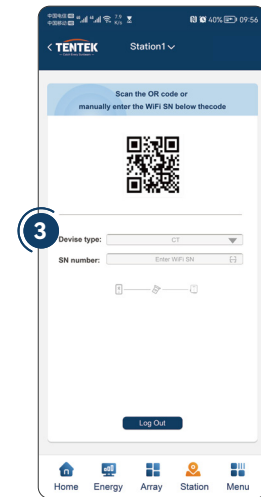 中国电信
中国移动
7.9
K/s
40%
09:56
TENTEK
Station1
Scan the OR code or
manually enter the WiFi SN below thecode
3
Devise type:
CT
SN number:
Enter WiFi SN
Log Out
Home Energy Array Station Menu